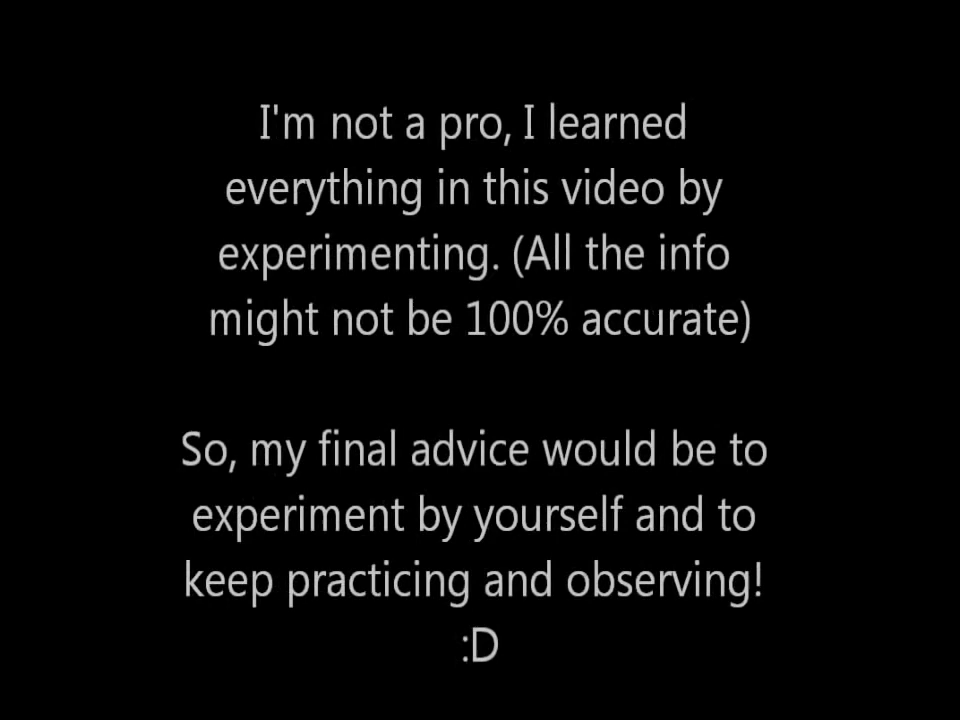 I'm not a pro, I learned
everything in this video by
experimenting. (All the info
might not be 100% accurate)
So, my final advice would be to
experiment by yourself and to
keep practicing and observing!
:D